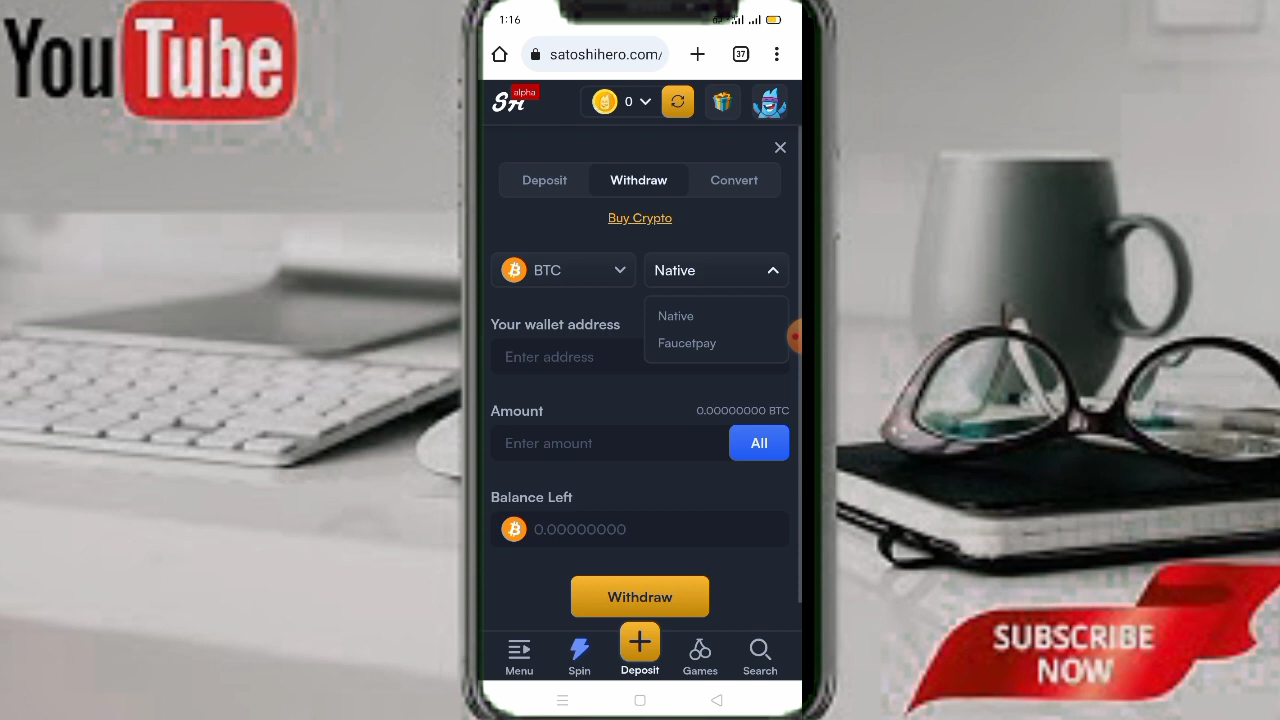 YouTube
1:16
satoshihero.com/
37
SH
alpha
0
Deposit
Withdraw
Convert
Buy Crypto
BTC
Native
Native
Faucetpay
Your wallet address
Enter address
Amount
0.00000000 BTC
Enter amount
All
Balance Left
0.00000000
Withdraw
Menu
Spin
Deposit
Games
Search
SUBSCRIBE
NOW